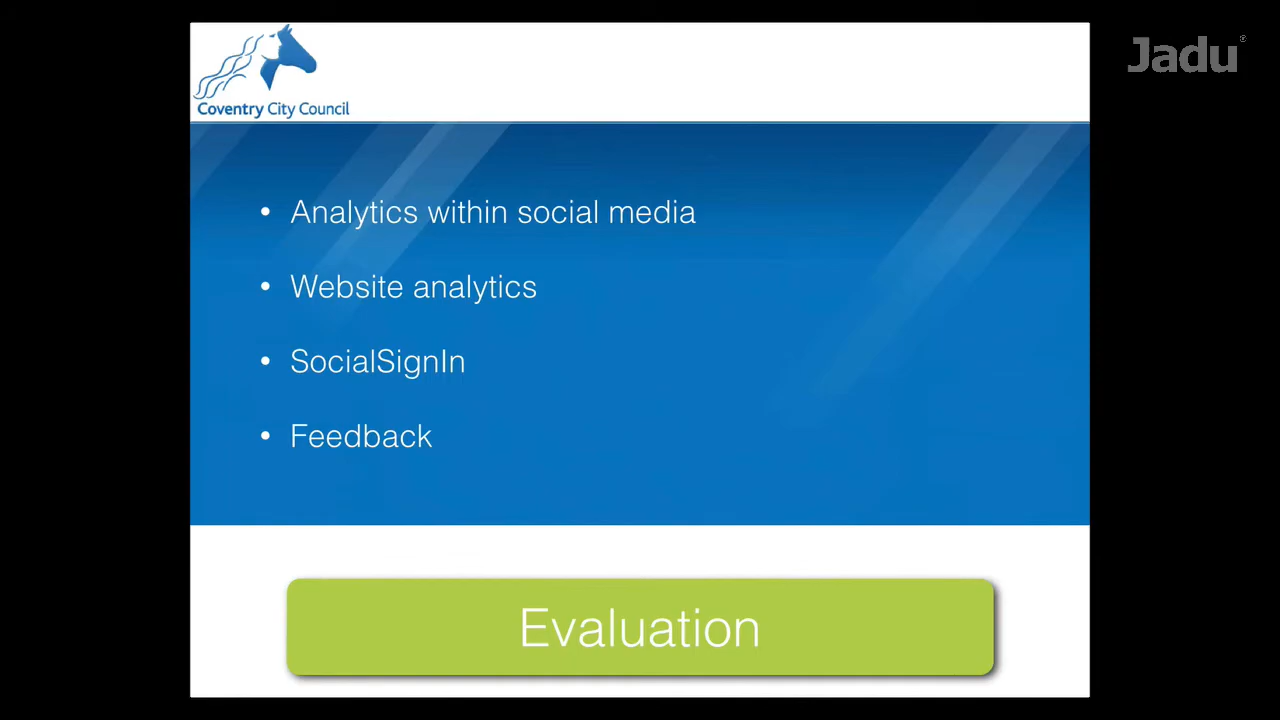 Jadu
Coventry City Council
• Analytics within social media
• Website analytics
• SocialSignIn
• Feedback
Evaluation